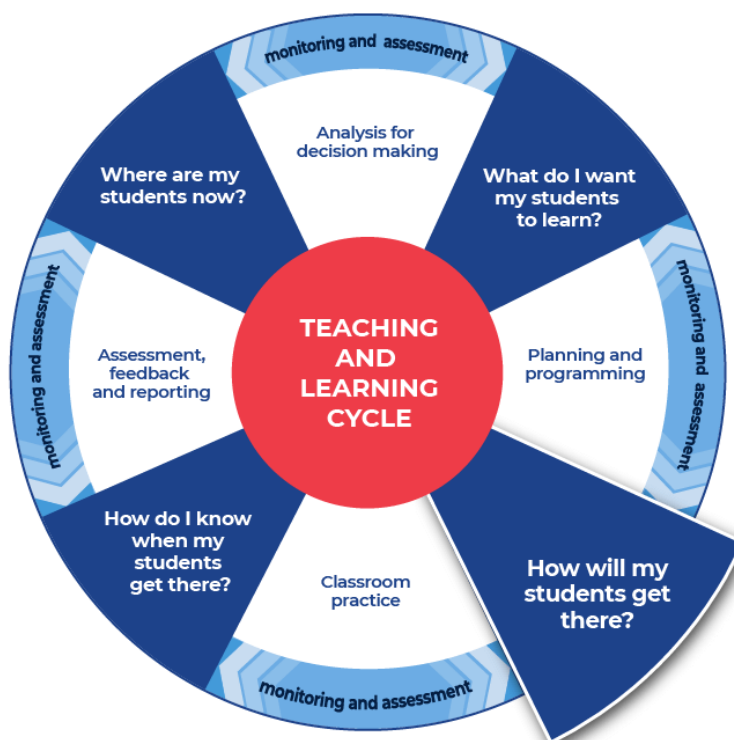 monitoring and assessment
Analysis for
decision making
What do I want
my students
to learn?
monitoring and assessment
Planning and
programming
How will my
students get
there?
Classroom
practice
monitoring and assessment
How do I know
when my
students
get there?
Assessment,
feedback
and reporting
monitoring and assessment
Where are my
students now?
TEACHING
AND
LEARNING
CYCLE